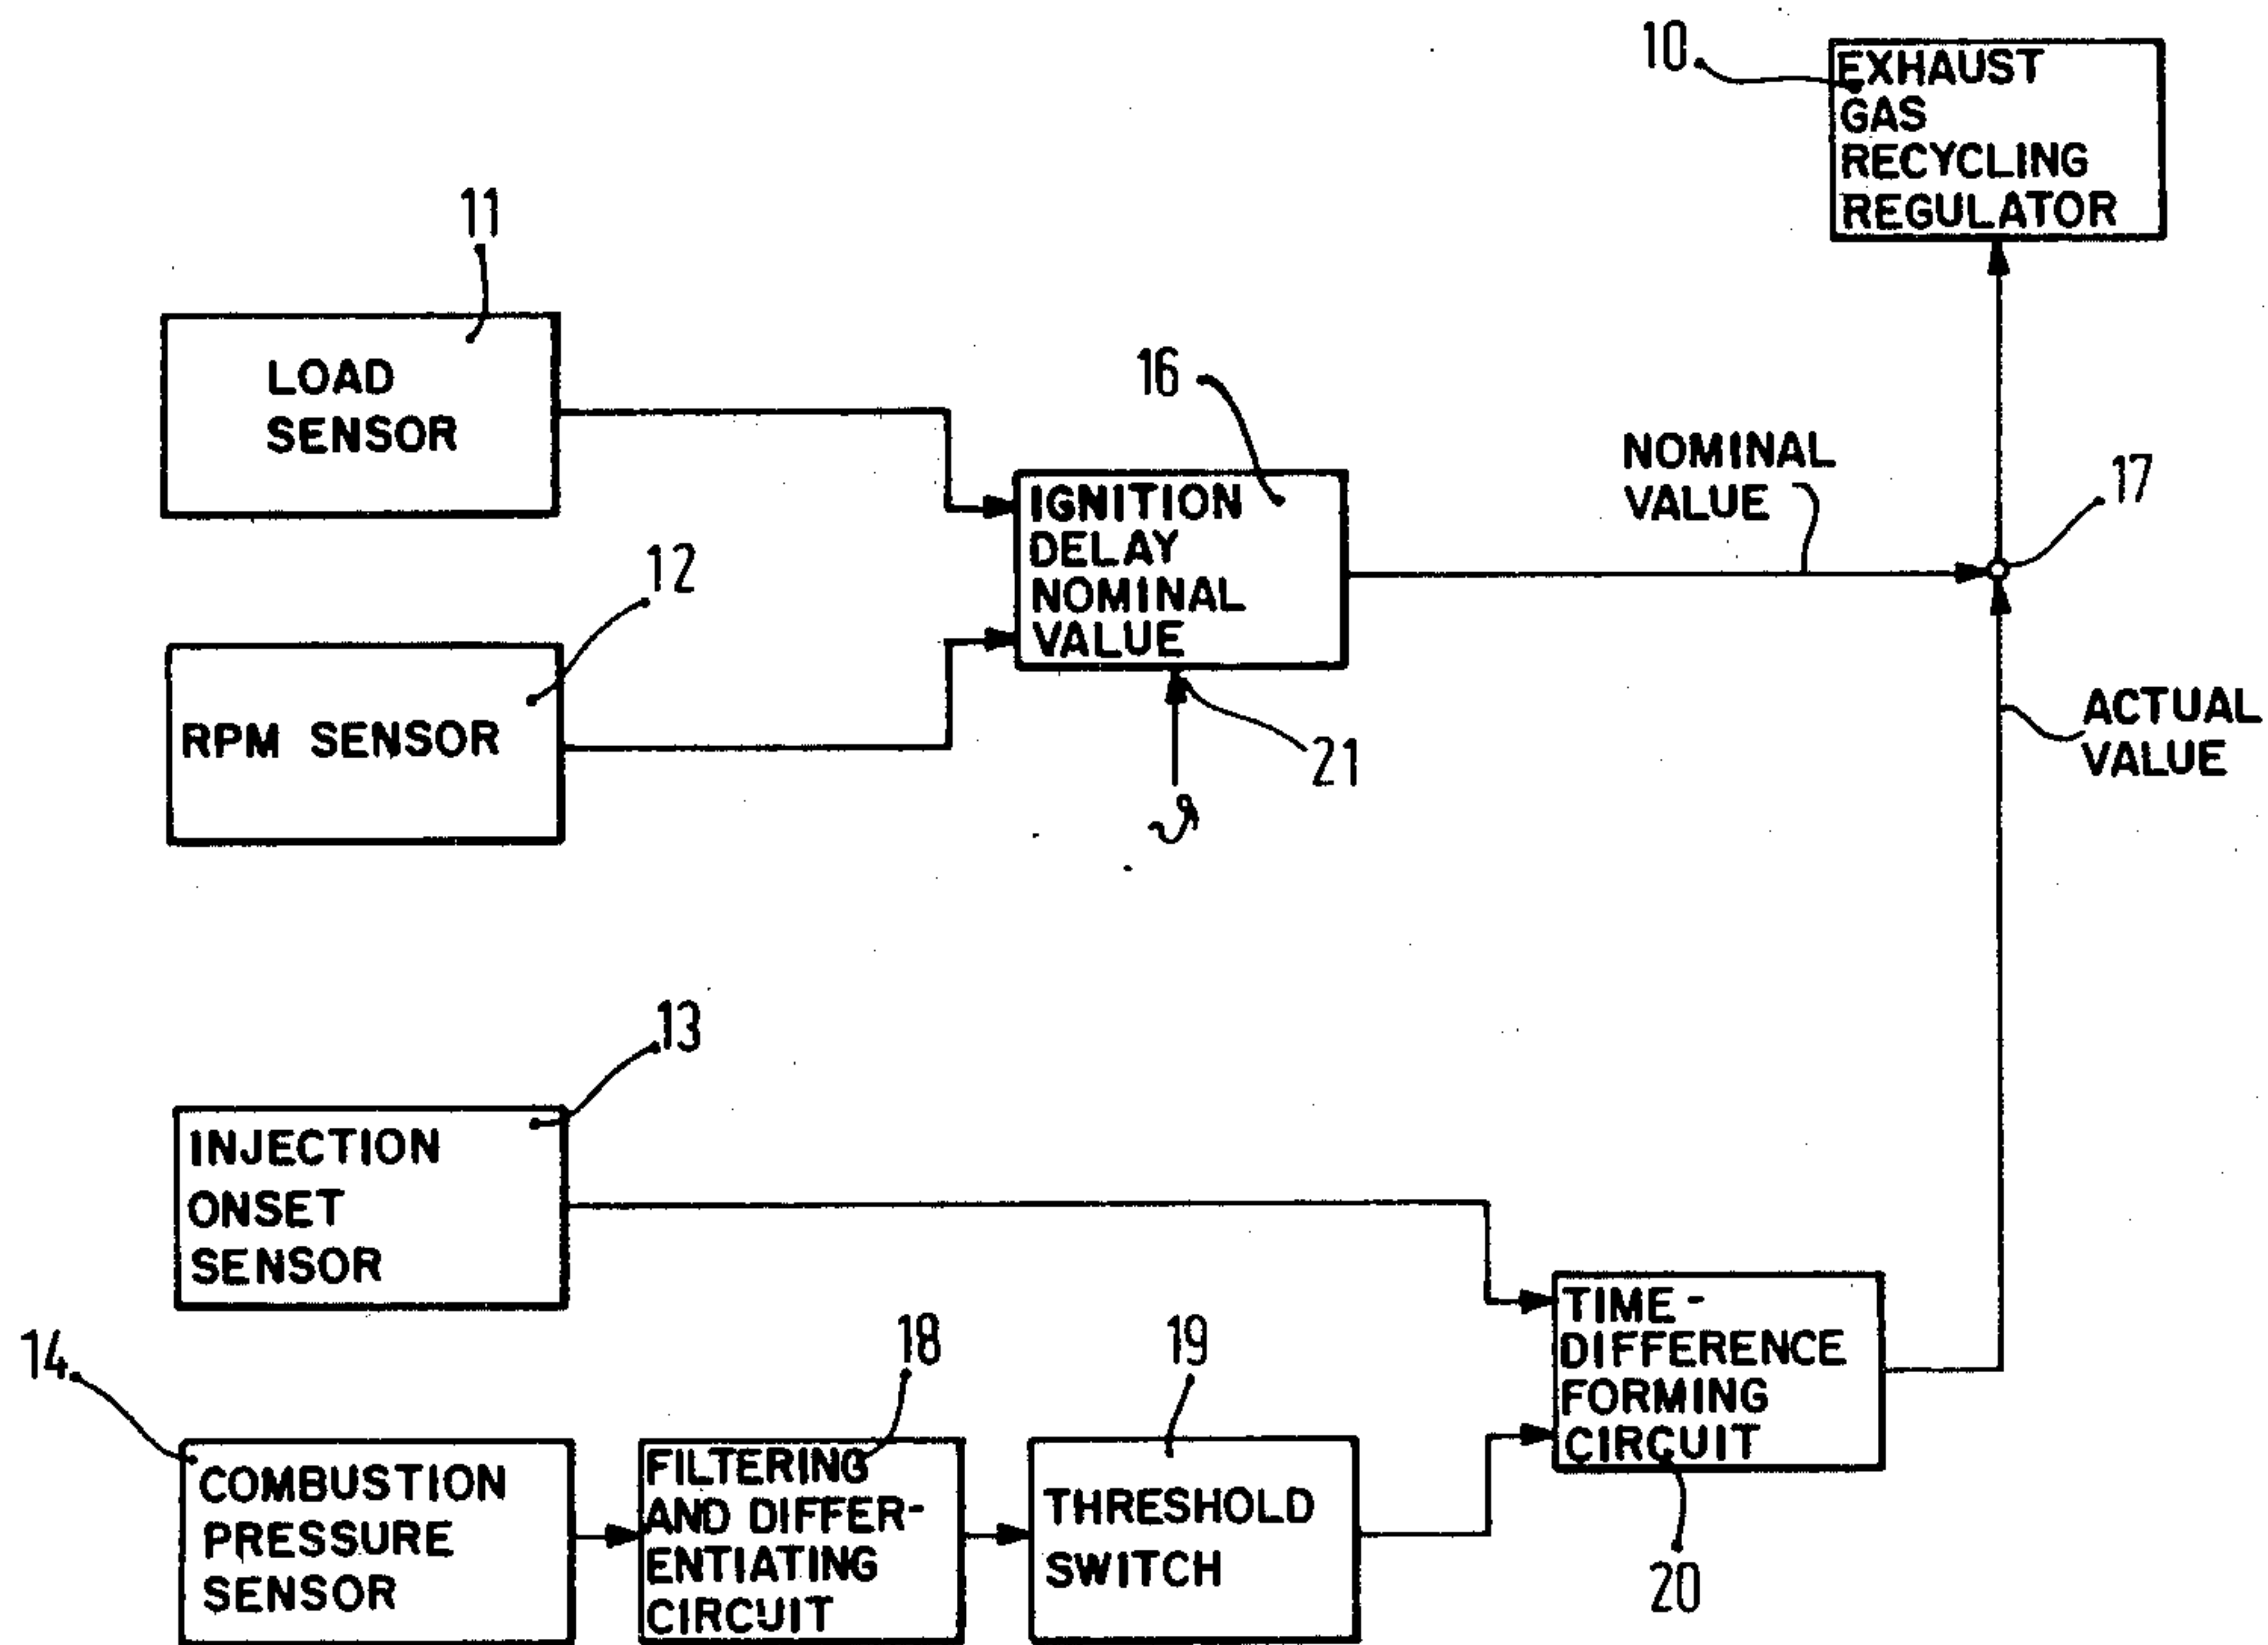 10
EXHAUST
GAS
RECYCLING
REGULATOR
11
LOAD
SENSOR
16
IGNITION
DELAY
NOMINAL
VALUE
NOMINAL
VALUE
17
12
RPM SENSOR
21
ϑ
ACTUAL
VALUE
13
INJECTION
ONSET
SENSOR
14
COMBUSTION
PRESSURE
SENSOR
18
FILTERING
AND DIFFER-
ENTIATING
CIRCUIT
19
THRESHOLD
SWITCH
TIME-
DIFFERENCE
FORMING
CIRCUIT
20